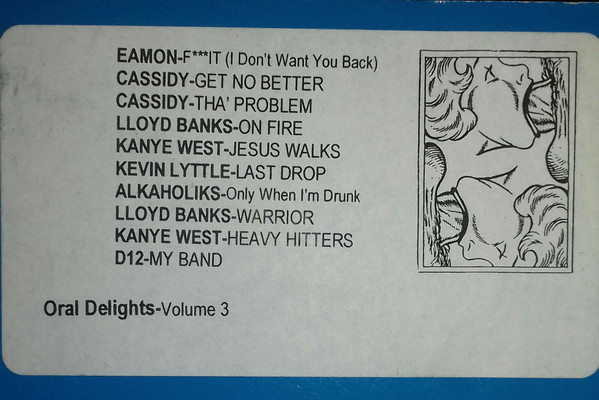 EAMON-F***IT (I Don't Want You Back)
CASSIDY-GET NO BETTER
CASSIDY-THA' PROBLEM
LLOYD BANKS-ON FIRE
KANYE WEST-JESUS WALKS
KEVIN LYTTLE-LAST DROP
ALKAHOLIKS-Only When I'm Drunk
LLOYD BANKS-WARRIOR
KANYE WEST-HEAVY HITTERS
D12-MY BAND
Oral Delights-Volume 3